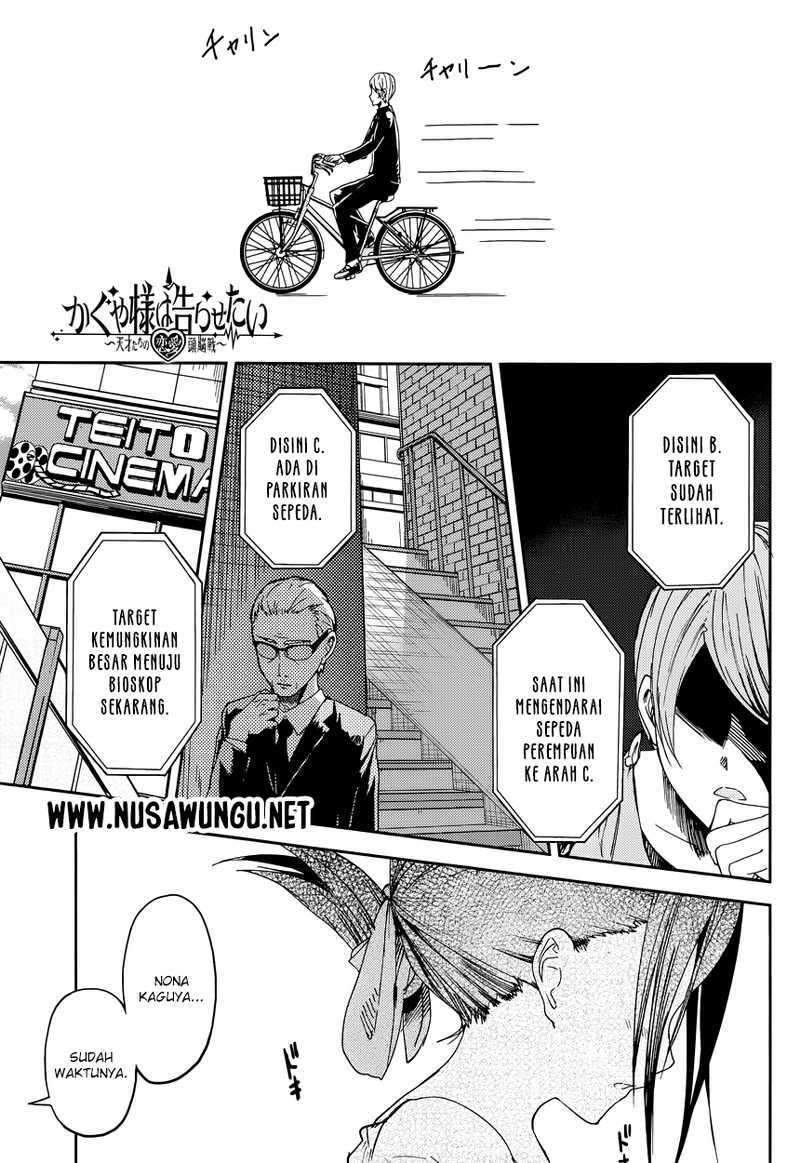 チャリン
チャリーン
かぐや様は告らせたい
~天才たちの恋愛頭脳戦~
DISINI B.
TARGET
SUDAH
TERLIHAT.
SAAT INI
MENGENDARAI
SEPEDA
PEREMPUAN
KE ARAH C.
DISINI C.
ADA DI
PARKIRAN
SEPEDA.
TEITO
CINEMA
TARGET
KEMUNGKINAN
BESAR MENUJU
BIOSKOP
SEKARANG.
WWW.NUSAWUNGU.NET
NONA
KAGUYA...
SUDAH
WAKTUNYA.
ドキ
ドキ